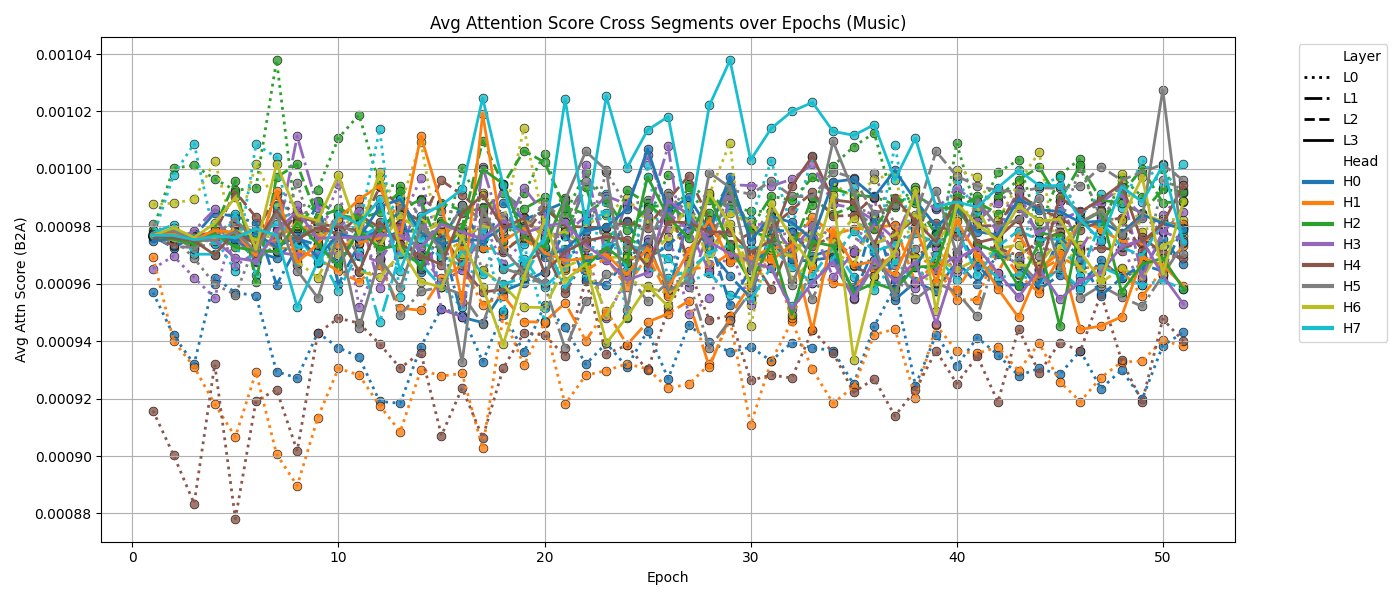 Avg Attention Score Cross Segments over Epochs (Music)
Avg Attn Score (B2A)
0.00104
0.00102
0.00100
0.00098
0.00096
0.00094
0.00092
0.00090
0.00088
0
10
20
30
40
50
Epoch
Layer
L0
L1
L2
L3
Head
H0
H1
H2
H3
H4
H5
H6
H7